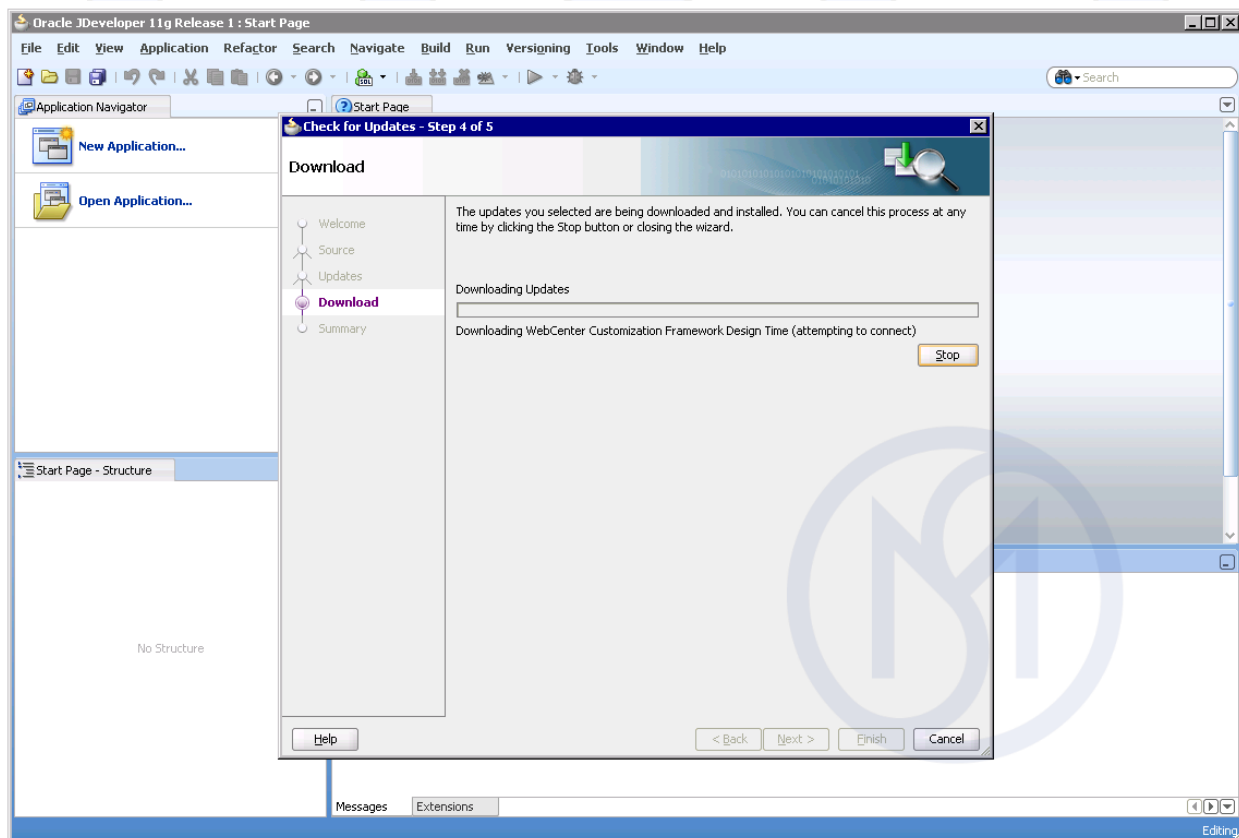 Oracle JDeveloper 11g Release 1 : Start Page
File Edit View Application Refactor Search Navigate Build Run Versioning Tools Window Help
SQL
Search
Application Navigator
Start Page
New Application...
Open Application...
Check for Updates - Step 4 of 5
Download
Welcome
Source
Updates
Download
Summary
The updates you selected are being downloaded and installed. You can cancel this process at any
time by clicking the Stop button or closing the wizard.
Downloading Updates
Downloading WebCenter Customization Framework Design Time (attempting to connect)
Stop
Start Page - Structure
No Structure
Help
< Back Next > Finish Cancel
Messages Extensions
Editing